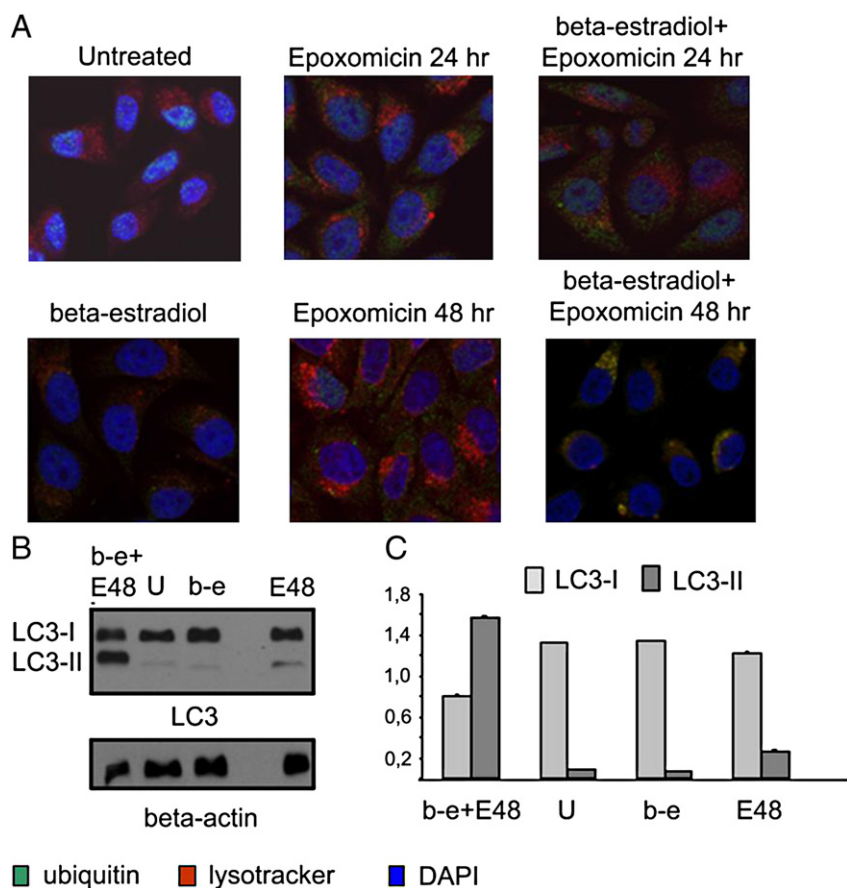 A
Untreated
Epoxomicin 24 hr
beta-estradiol+
Epoxomicin 24 hr
beta-estradiol
Epoxomicin 48 hr
beta-estradiol+
Epoxomicin 48 hr
B
b-e+
E48 U b-e E48
LC3-I
LC3-II
LC3
beta-actin
C
LC3-I LC3-II
1,8
1,4
1,0
0,6
0,2
b-e+E48 U b-e E48
ubiquitin lysotracker DAPI